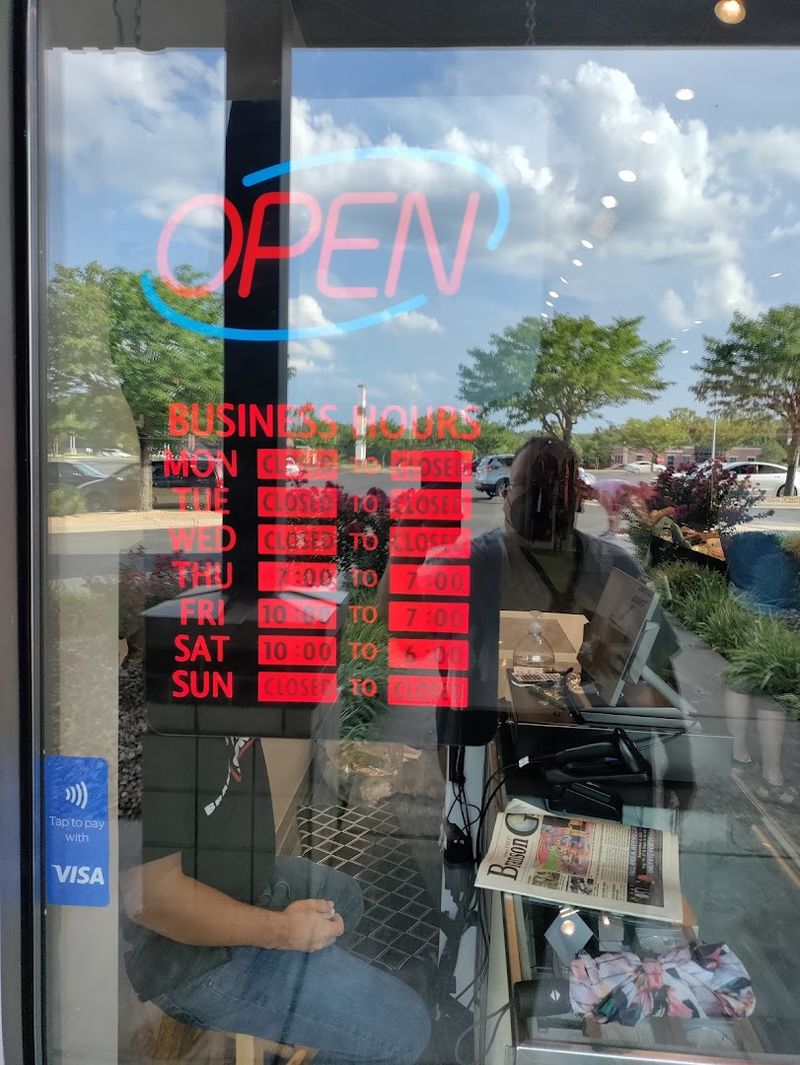 OPEN
BUSINESS HOURS
MON CLOSED TO CLOSED
TUE CLOSED TO CLOSED
WED CLOSED TO CLOSED
THU 7:00 TO 7:00
FRI 10:00 TO 7:00
SAT 10:00 TO 6:00
SUN CLOSED TO CLOSED
Tap to pay
with
VISA